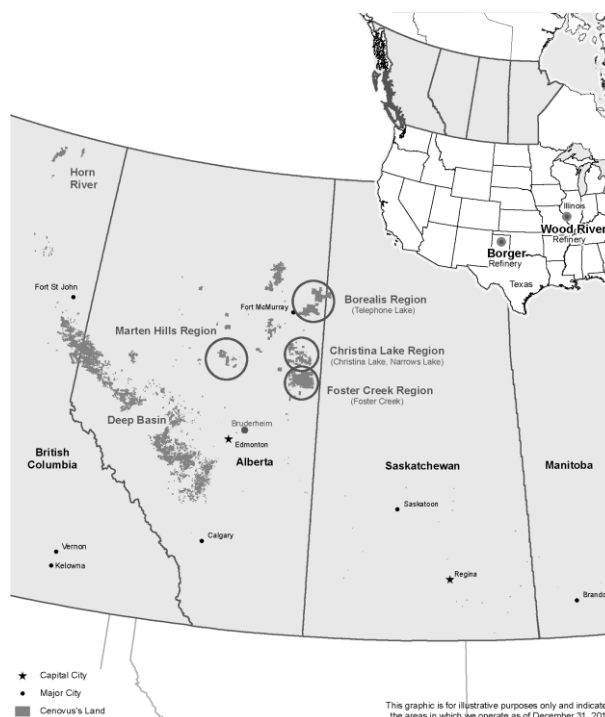 Horn
River
Fort St John
Illinois
Wood River
Refinery
Borger
Refinery
Texas
Borealis Region
(Telephone Lake)
Fort McMurray
Marten Hills Region
Christina Lake Region
(Christina Lake, Narrows Lake)
Foster Creek Region
(Foster Creek)
Deep Basin
Bruderheim
Edmonton
British
Columbia
Alberta
Saskatchewan
Manitoba
Saskatoon
Calgary
Vernon
Kelowna
Regina
Brando
Capital City
Major City
Cenovus's Land
This graphic is for illustrative purposes only and indicate
the areas in which we operate as of December 31, 201